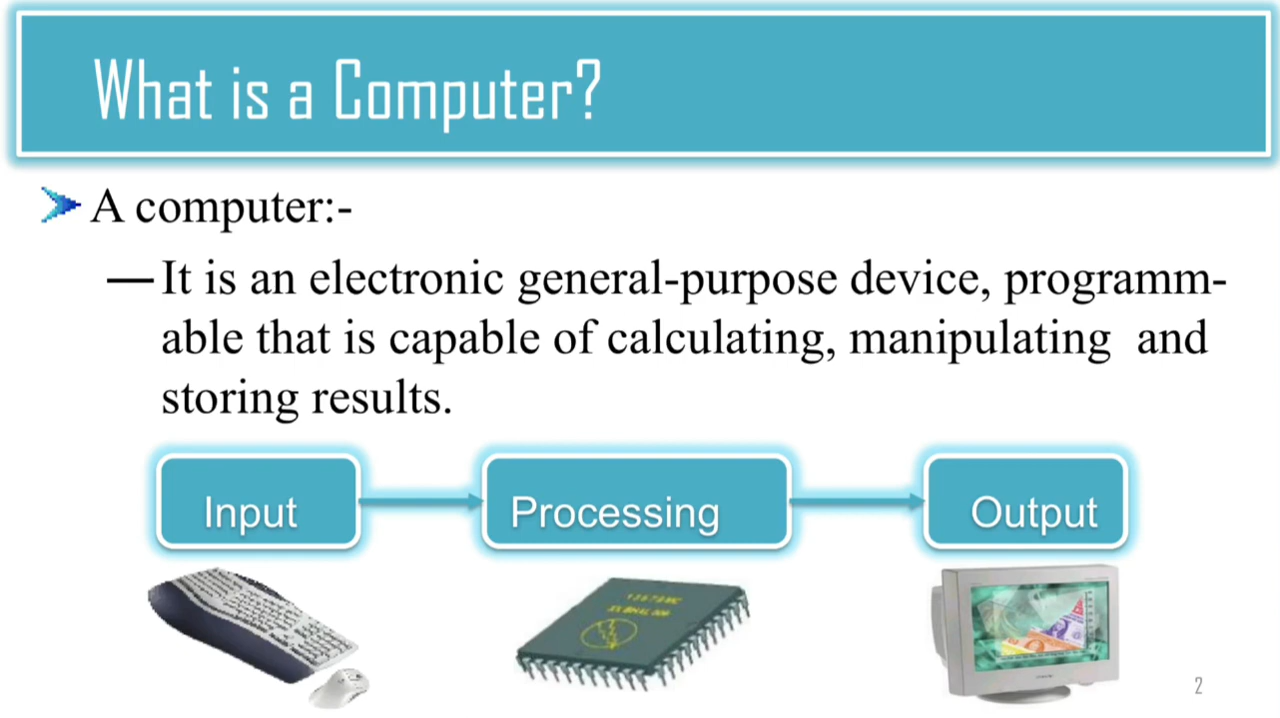 What is a Computer?
A computer:-
— It is an electronic general-purpose device, programm-
able that is capable of calculating, manipulating and
storing results.
Input
Processing
Output
2